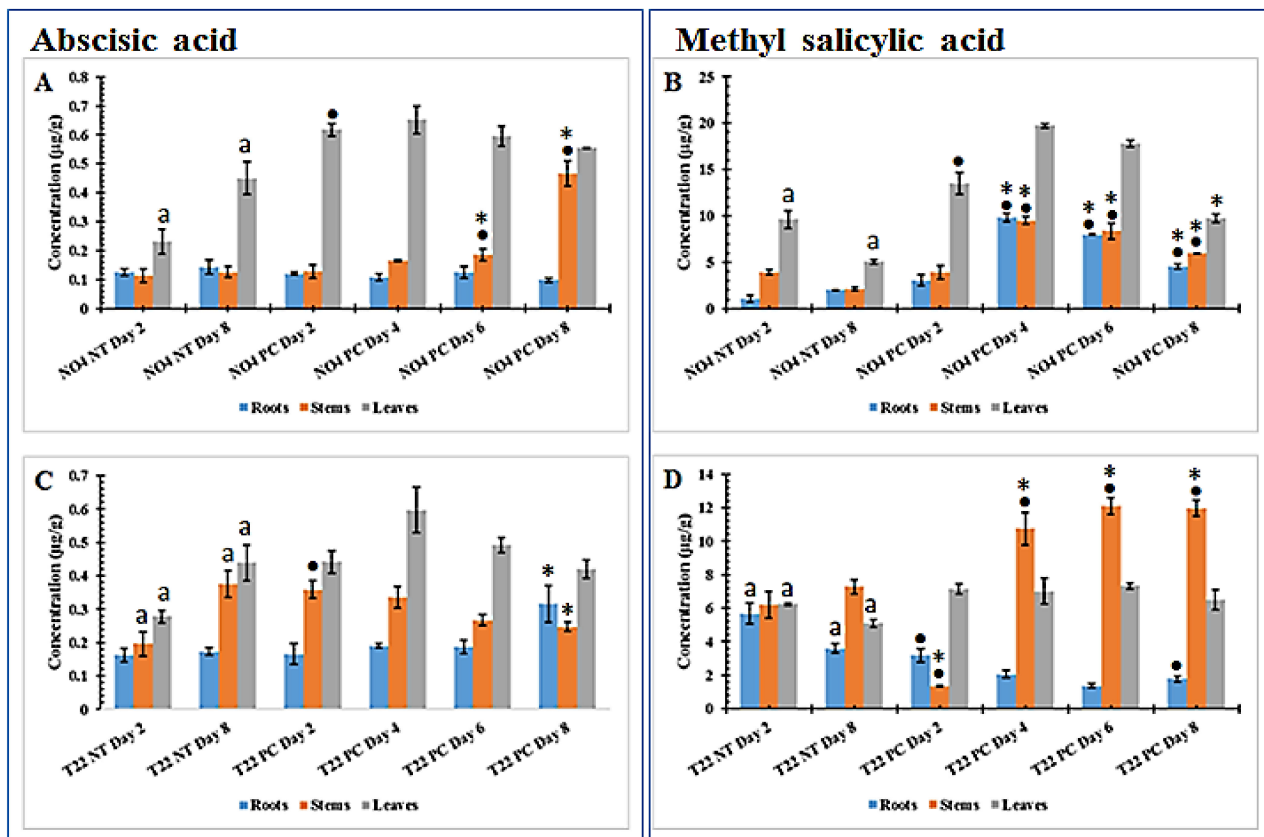 Abscisic acid
A
Concentration (µg/g)
0.8
0.7
0.6
0.5
0.4
0.3
0.2
0.1
0
a
a
●
*
●
*
●
NO4 NT Day 2
NO4 NT Day 8
NO4 PC Day 2
NO4 PC Day 4
NO4 PC Day 6
NO4 PC Day 8
Roots Stems Leaves
Methyl salicylic acid
B
Concentration (µg/g)
25
20
15
10
5
0
a
a
●
* *
● ●
* *
● ●
* * *
● ●
NO4 NT Day 2
NO4 NT Day 8
NO4 PC Day 2
NO4 PC Day 4
NO4 PC Day 6
NO4 PC Day 8
Roots Stems Leaves
C
Concentration (µg/g)
0.7
0.6
0.5
0.4
0.3
0.2
0.1
0
a a
a a
●
* *
T22 NT Day 2
T22 NT Day 8
T22 PC Day 2
T22 PC Day 4
T22 PC Day 6
T22 PC Day 8
Roots Stems Leaves
D
Concentration (µg/g)
14
12
10
8
6
4
2
0
a a
a a
● *
●
*
●
*
●
● *
●
T22 NT Day 2
T22 NT Day 8
T22 PC Day 2
T22 PC Day 4
T22 PC Day 6
T22 PC Day 8
Roots Stems Leaves